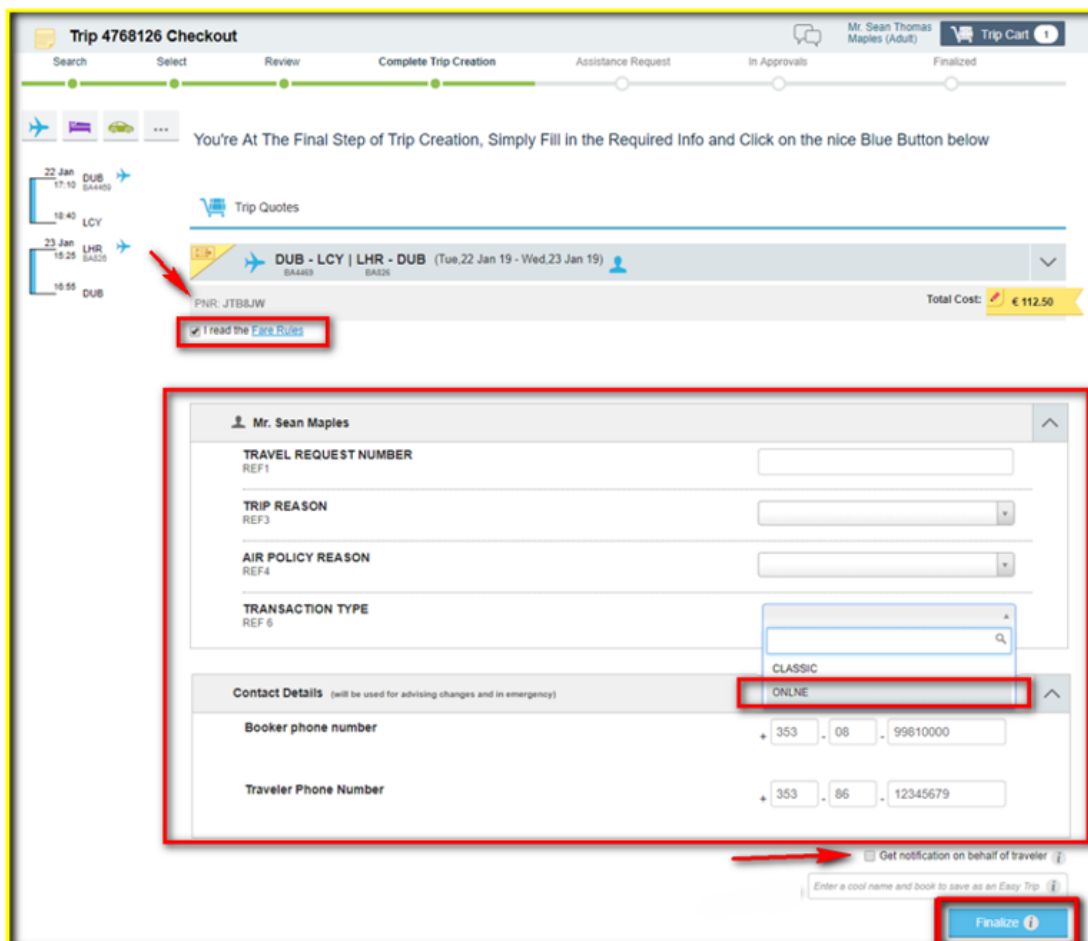 Trip 4768126 Checkout
Mr. Sean Thomas
Maples (Adult)
Trip Cart 1
Search Select Review Complete Trip Creation Assistance Request In Approvals Finalized
...
You're At The Final Step of Trip Creation, Simply Fill in the Required Info and Click on the nice Blue Button below
22 Jan DUB
17:10 BA4469
18:40 LCY
23 Jan LHR
15:25 BA826
16:55 DUB
Trip Quotes
DUB - LCY | LHR - DUB (Tue,22 Jan 19 - Wed,23 Jan 19)
BA4469 BA826
PNR: JTB8JW
Total Cost: € 112.50
I read the Fare Rules
Mr. Sean Maples
TRAVEL REQUEST NUMBER
REF1
TRIP REASON
REF3
AIR POLICY REASON
REF4
TRANSACTION TYPE
REF 6
CLASSIC
ONLNE
Contact Details (will be used for advising changes and in emergency)
Booker phone number
+ 353 - 08 - 99810000
Traveler Phone Number
+ 353 - 86 - 12345679
Get notification on behalf of traveler i
Enter a cool name and book to save as an Easy Trip i
Finalize i